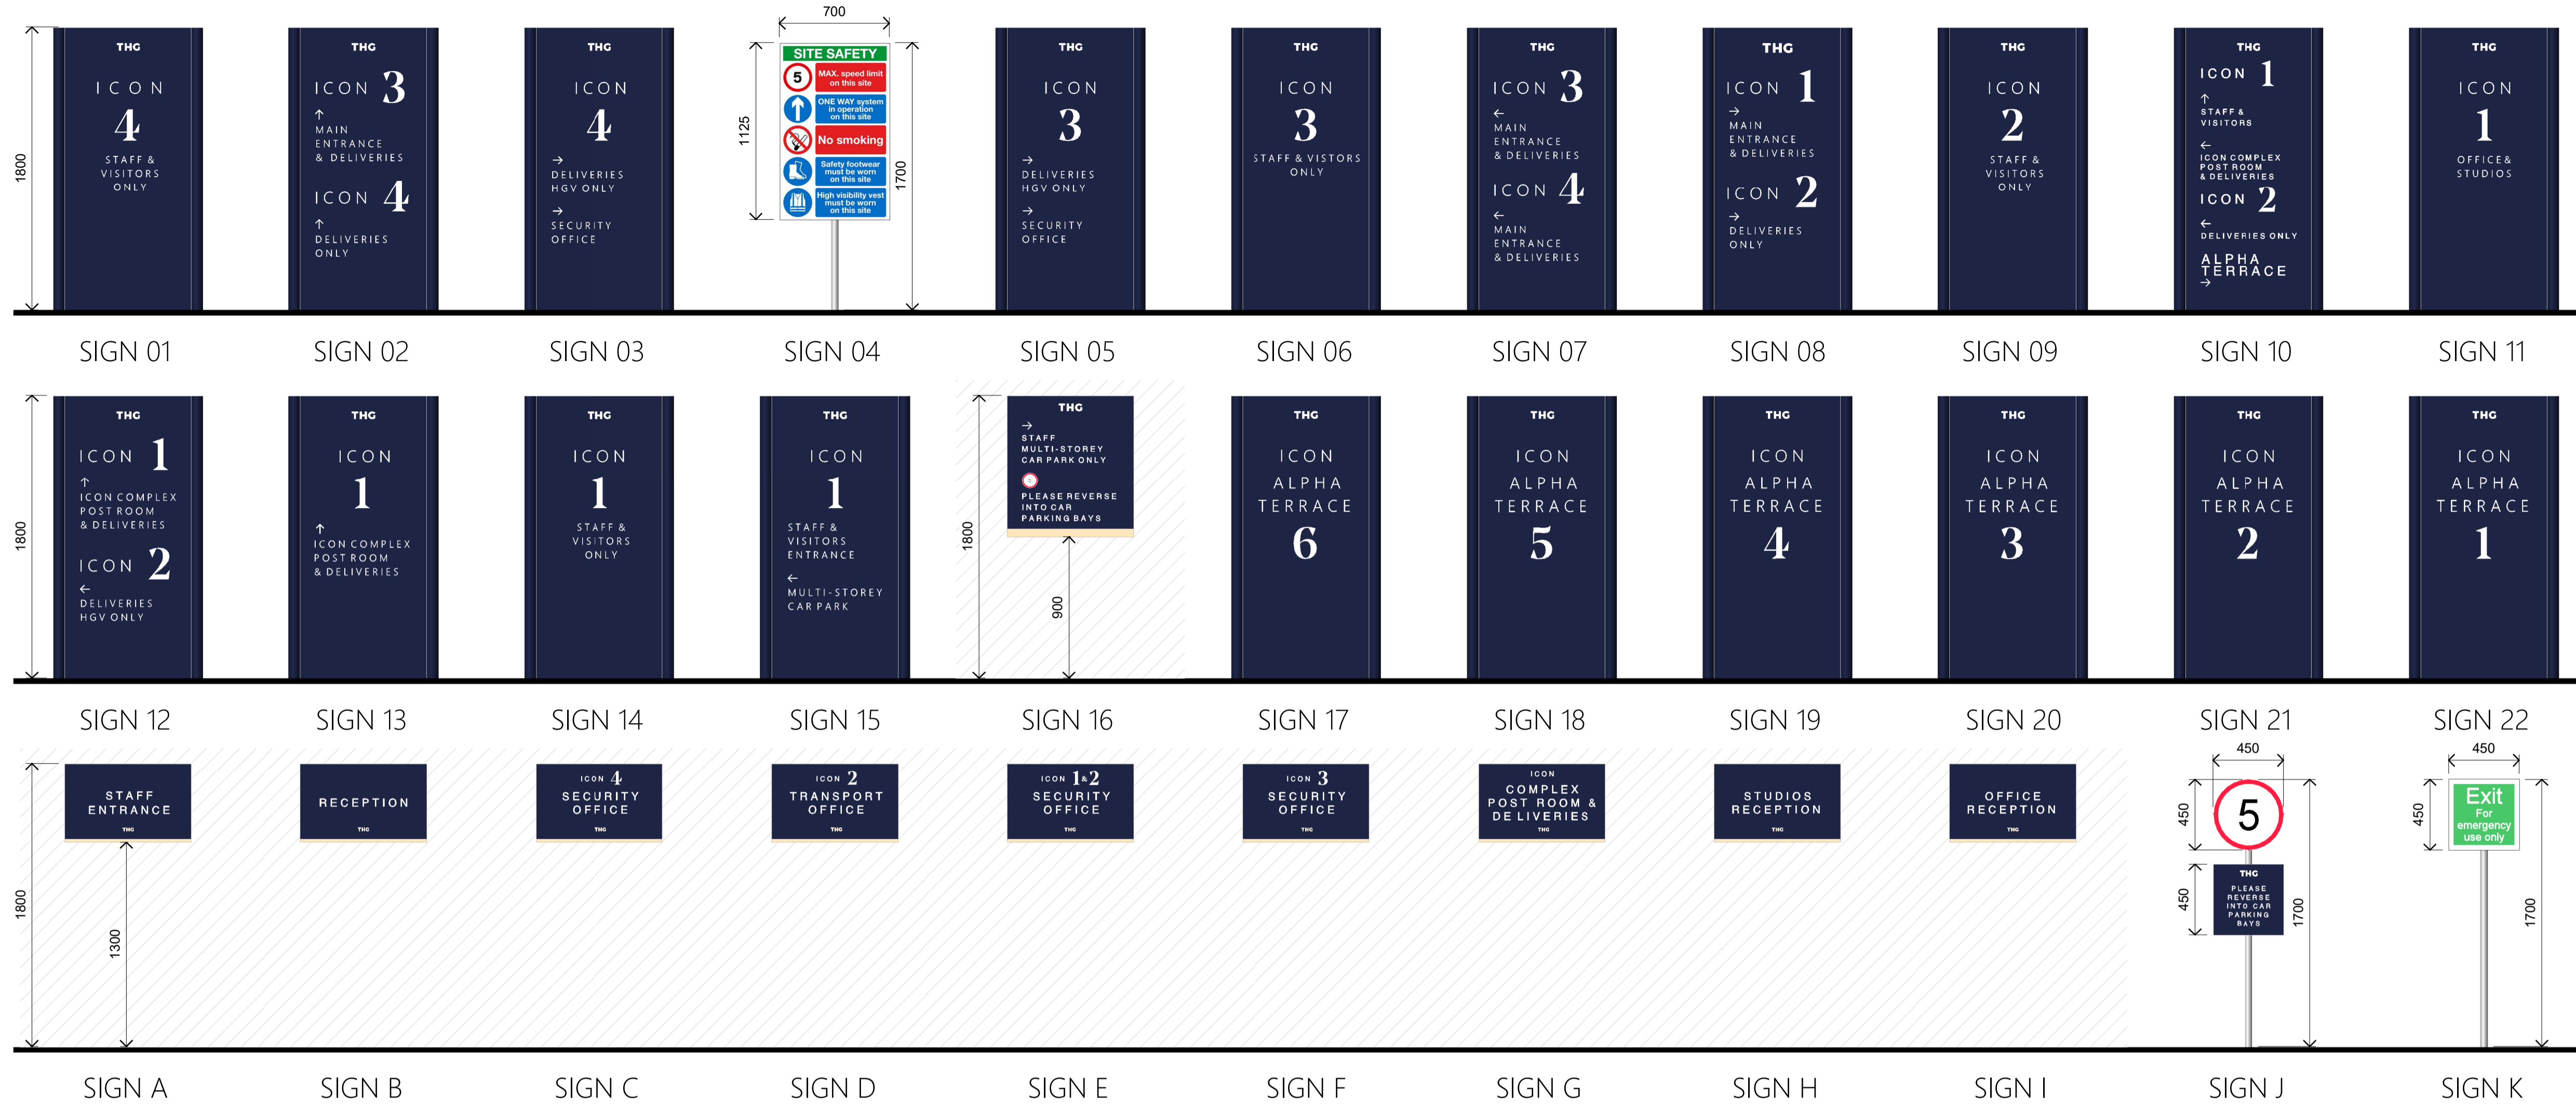 700
THG
ICON
4
STAFF &
VISITORS
ONLY
1800
THG
ICON 3
↑
MAIN
ENTRANCE
& DELIVERIES
ICON 4
↑
DELIVERIES
ONLY
THG
ICON
4
→
DELIVERIES
HGV ONLY
→
SECURITY
OFFICE
SITE SAFETY
5
MAX. speed limit
on this site
ONE WAY system
in operation
on this site
No smoking
Safety footwear
must be worn
on this site
High visibility vest
must be worn
on this site
1125
1700
THG
ICON
3
→
DELIVERIES
HGV ONLY
→
SECURITY
OFFICE
THG
ICON
3
STAFF & VISTORS
ONLY
THG
ICON 3
←
MAIN
ENTRANCE
& DELIVERIES
ICON 4
←
MAIN
ENTRANCE
& DELIVERIES
THG
ICON 1
→
MAIN
ENTRANCE
& DELIVERIES
ICON 2
→
DELIVERIES
ONLY
THG
ICON
2
STAFF &
VISITORS
ONLY
THG
ICON 1
↑
STAFF &
VISITORS
←
ICON COMPLEX
POST ROOM
& DELIVERIES
ICON 2
←
DELIVERIES ONLY
ALPHA
TERRACE
→
THG
ICON
1
OFFICE &
STUDIOS
SIGN 01
SIGN 02
SIGN 03
SIGN 04
SIGN 05
SIGN 06
SIGN 07
SIGN 08
SIGN 09
SIGN 10
SIGN 11
1800
THG
ICON 1
↑
ICON COMPLEX
POST ROOM
& DELIVERIES
ICON 2
←
DELIVERIES
HGV ONLY
THG
ICON
1
↑
ICON COMPLEX
POST ROOM
& DELIVERIES
THG
ICON
1
STAFF &
VISITORS
ONLY
THG
ICON
1
STAFF &
VISITORS
ENTRANCE
←
MULTI-STOREY
CAR PARK
1800
THG
→
STAFF
MULTI-STOREY
CAR PARK ONLY
PLEASE REVERSE
INTO CAR
PARKING BAYS
900
THG
ICON
ALPHA
TERRACE
6
THG
ICON
ALPHA
TERRACE
5
THG
ICON
ALPHA
TERRACE
4
THG
ICON
ALPHA
TERRACE
3
THG
ICON
ALPHA
TERRACE
2
THG
ICON
ALPHA
TERRACE
1
SIGN 12
SIGN 13
SIGN 14
SIGN 15
SIGN 16
SIGN 17
SIGN 18
SIGN 19
SIGN 20
SIGN 21
SIGN 22
1800
STAFF
ENTRANCE
THG
1300
RECEPTION
THG
ICON 4
SECURITY
OFFICE
THG
ICON 2
TRANSPORT
OFFICE
THG
ICON 1&2
SECURITY
OFFICE
THG
ICON 3
SECURITY
OFFICE
THG
ICON
COMPLEX
POST ROOM &
DELIVERIES
THG
STUDIOS
RECEPTION
THG
OFFICE
RECEPTION
THG
450
450
5
450
THG
PLEASE
REVERSE
INTO CAR
PARKING
BAYS
1700
450
450
Exit
For
emergency
use only
1700
SIGN A
SIGN B
SIGN C
SIGN D
SIGN E
SIGN F
SIGN G
SIGN H
SIGN I
SIGN J
SIGN K